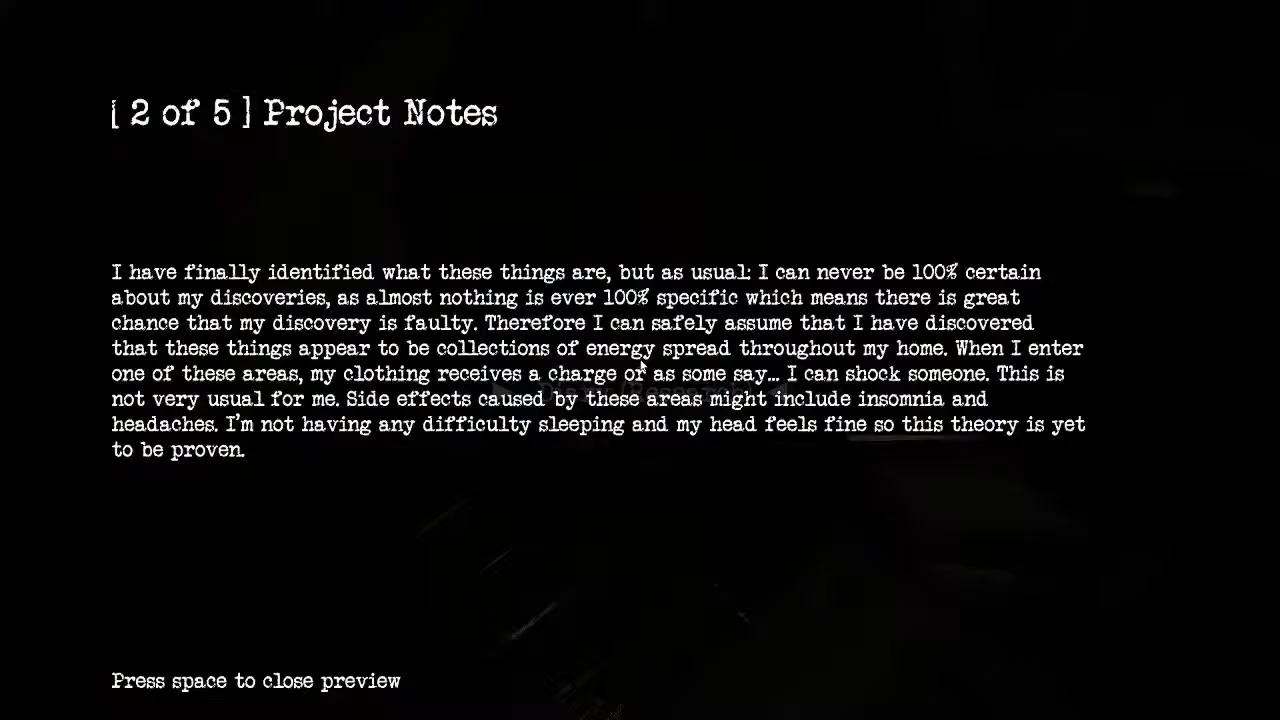 [ 2 of 5 ] Project Notes
I have finally identified what these things are, but as usual: I can never be 100% certain
about my discoveries, as almost nothing is ever 100% specific which means there is great
chance that my discovery is faulty. Therefore I can safely assume that I have discovered
that these things appear to be collections of energy spread throughout my home. When I enter
one of these areas, my clothing receives a charge or as some say... I can shock someone. This is
Diary (Research)
not very usual for me. Side effects caused by these areas might include insomnia and
headaches. I'm not having any difficulty sleeping and my head feels fine so this theory is yet
to be proven.
Press space to close preview